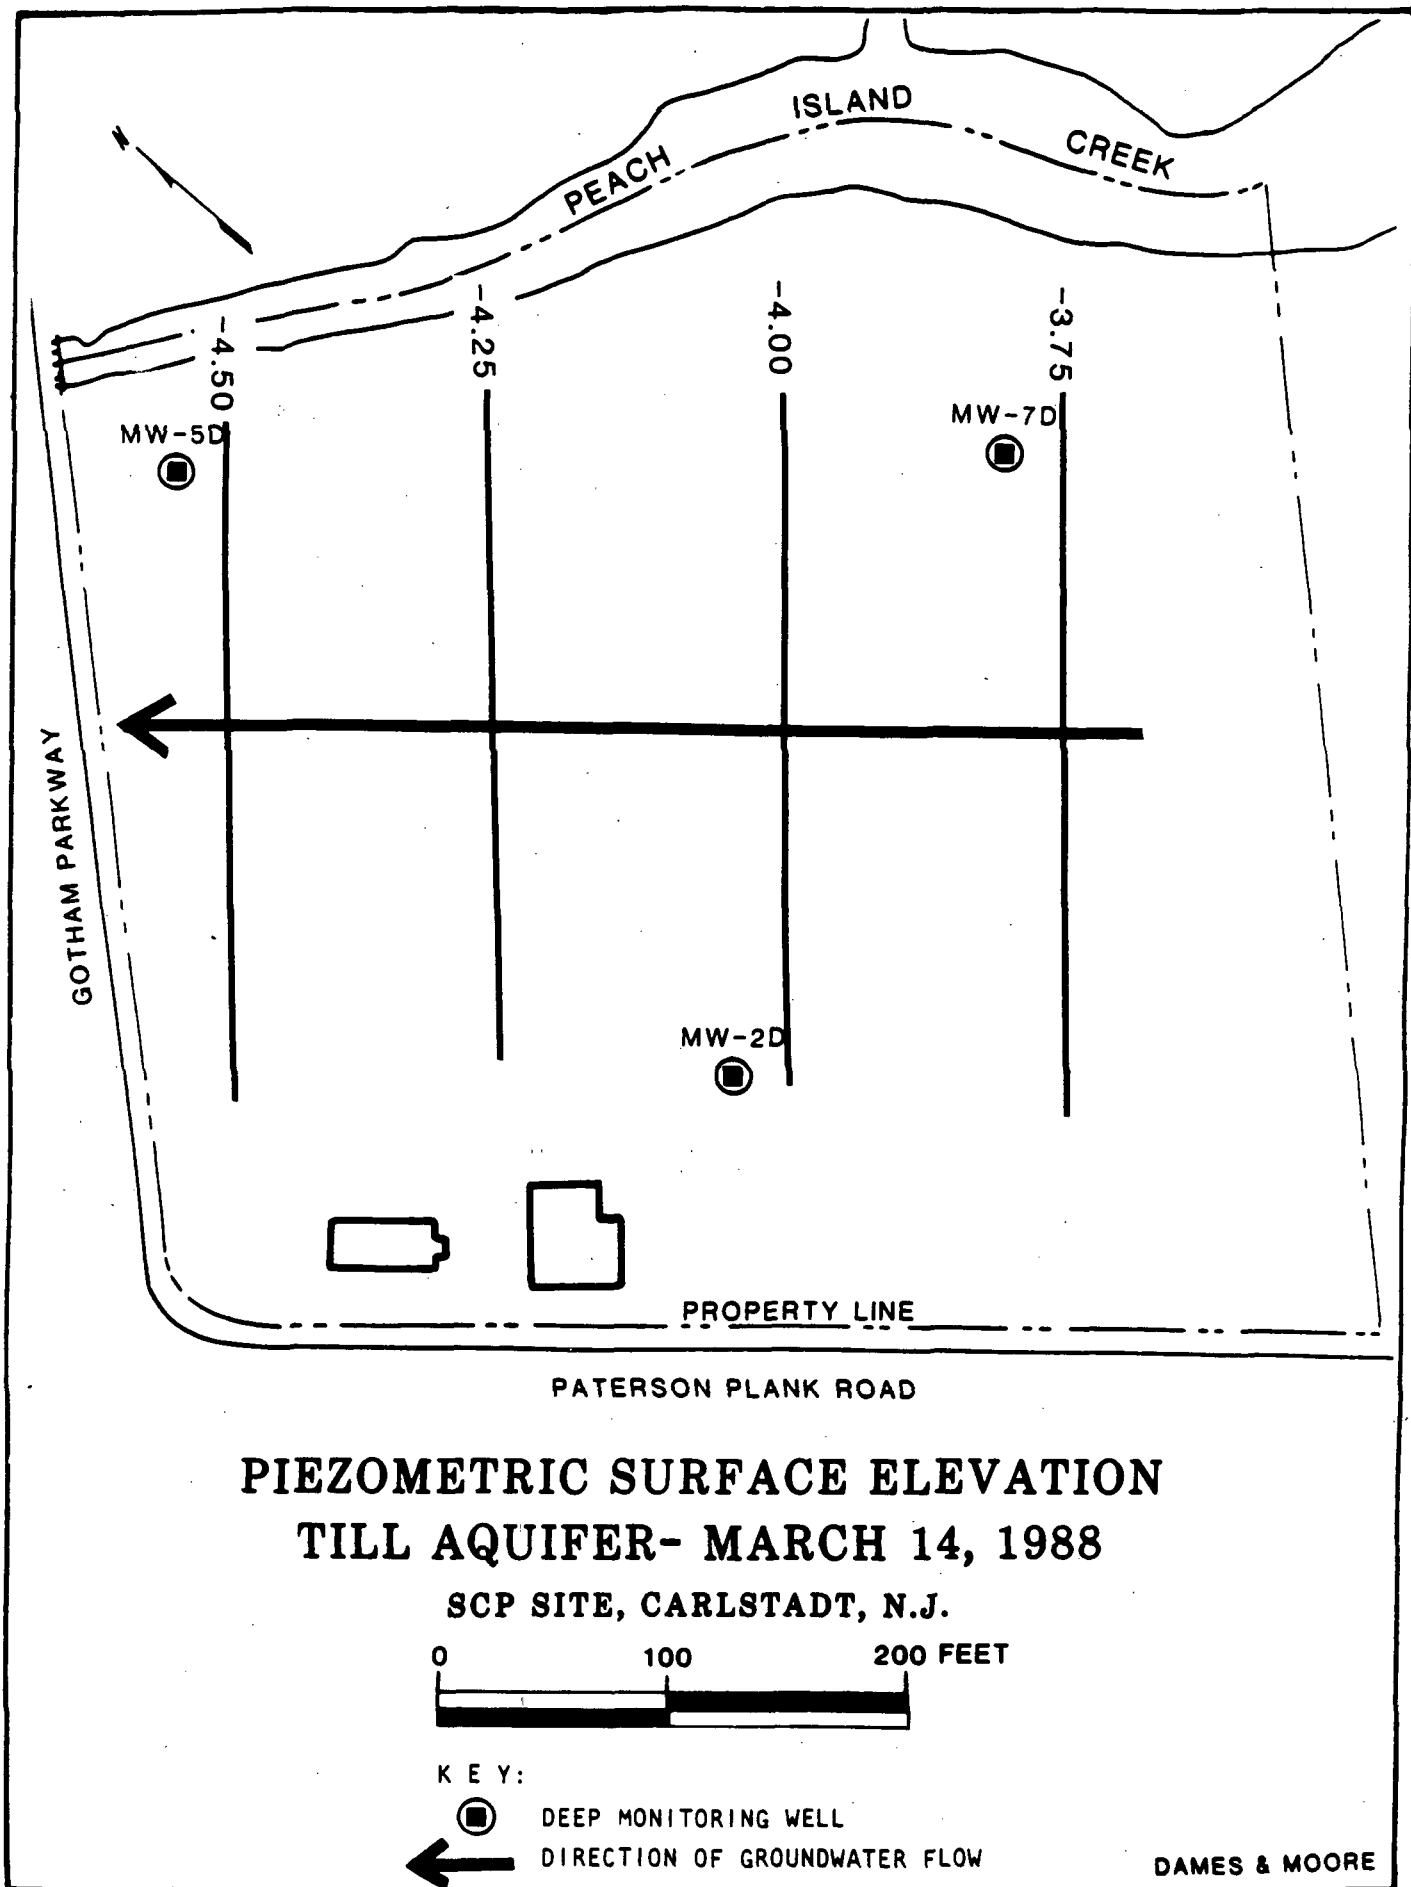 N
PEACH ISLAND CREEK
-4.50
-4.25
-4.00
-3.75
MW-5D
MW-7D
GOTHAM PARKWAY
MW-2D
PROPERTY LINE
PATERSON PLANK ROAD
PIEZOMETRIC SURFACE ELEVATION
TILL AQUIFER- MARCH 14, 1988
SCP SITE, CARLSTADT, N.J.
0 100 200 FEET
KEY:
DEEP MONITORING WELL
DIRECTION OF GROUNDWATER FLOW
DAMES & MOORE